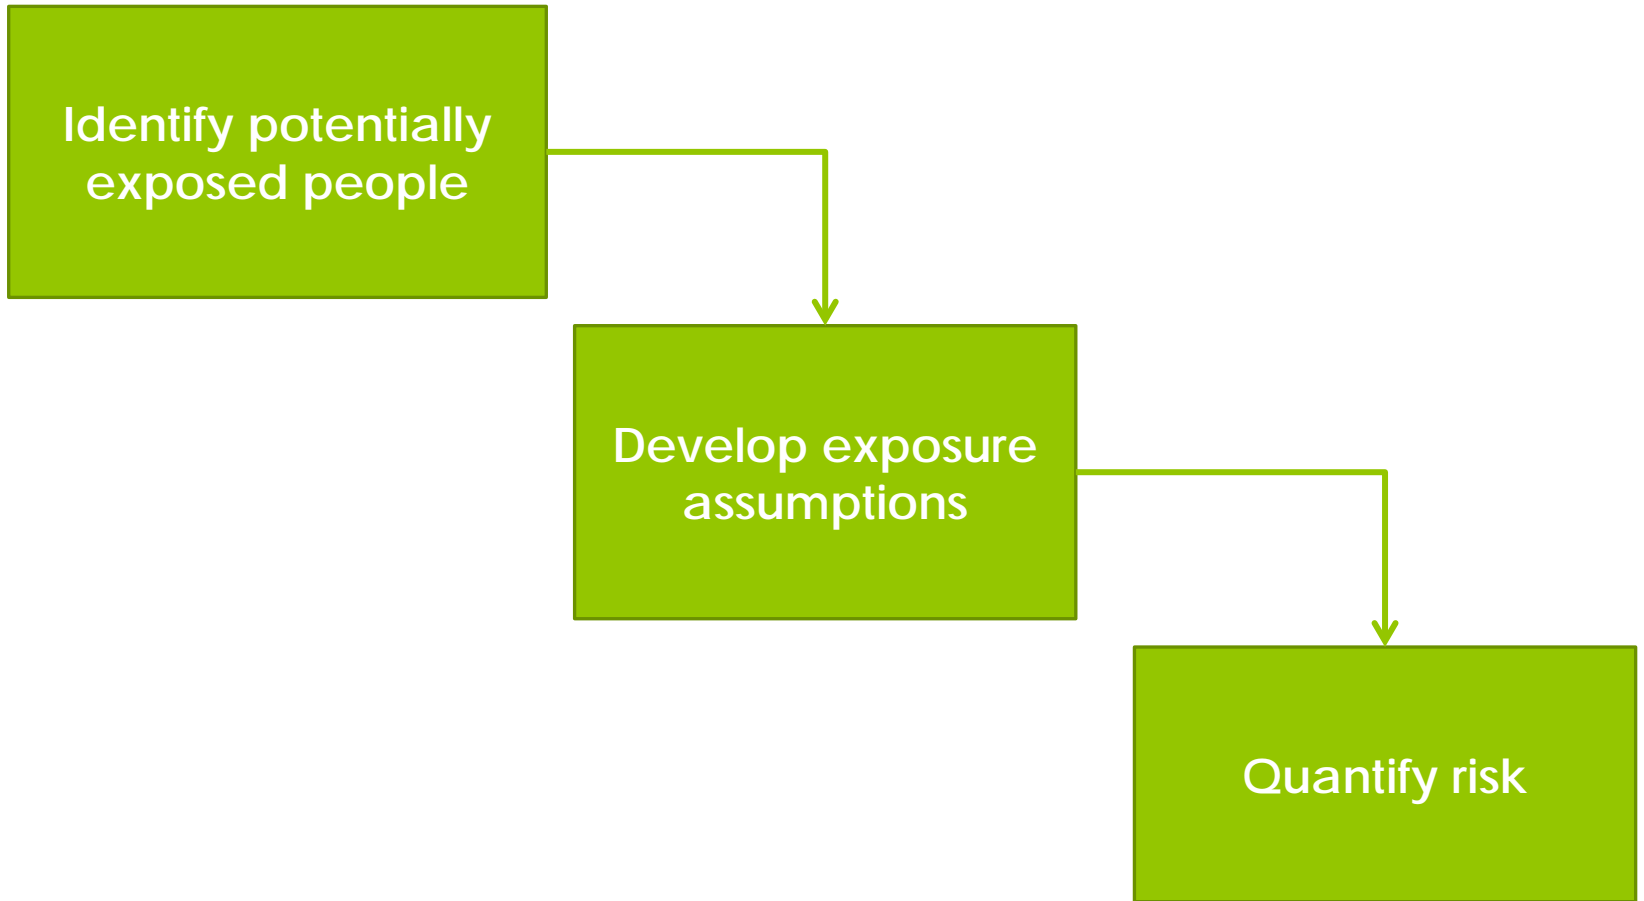 Identify potentially
exposed people
Develop exposure
assumptions
Quantify risk